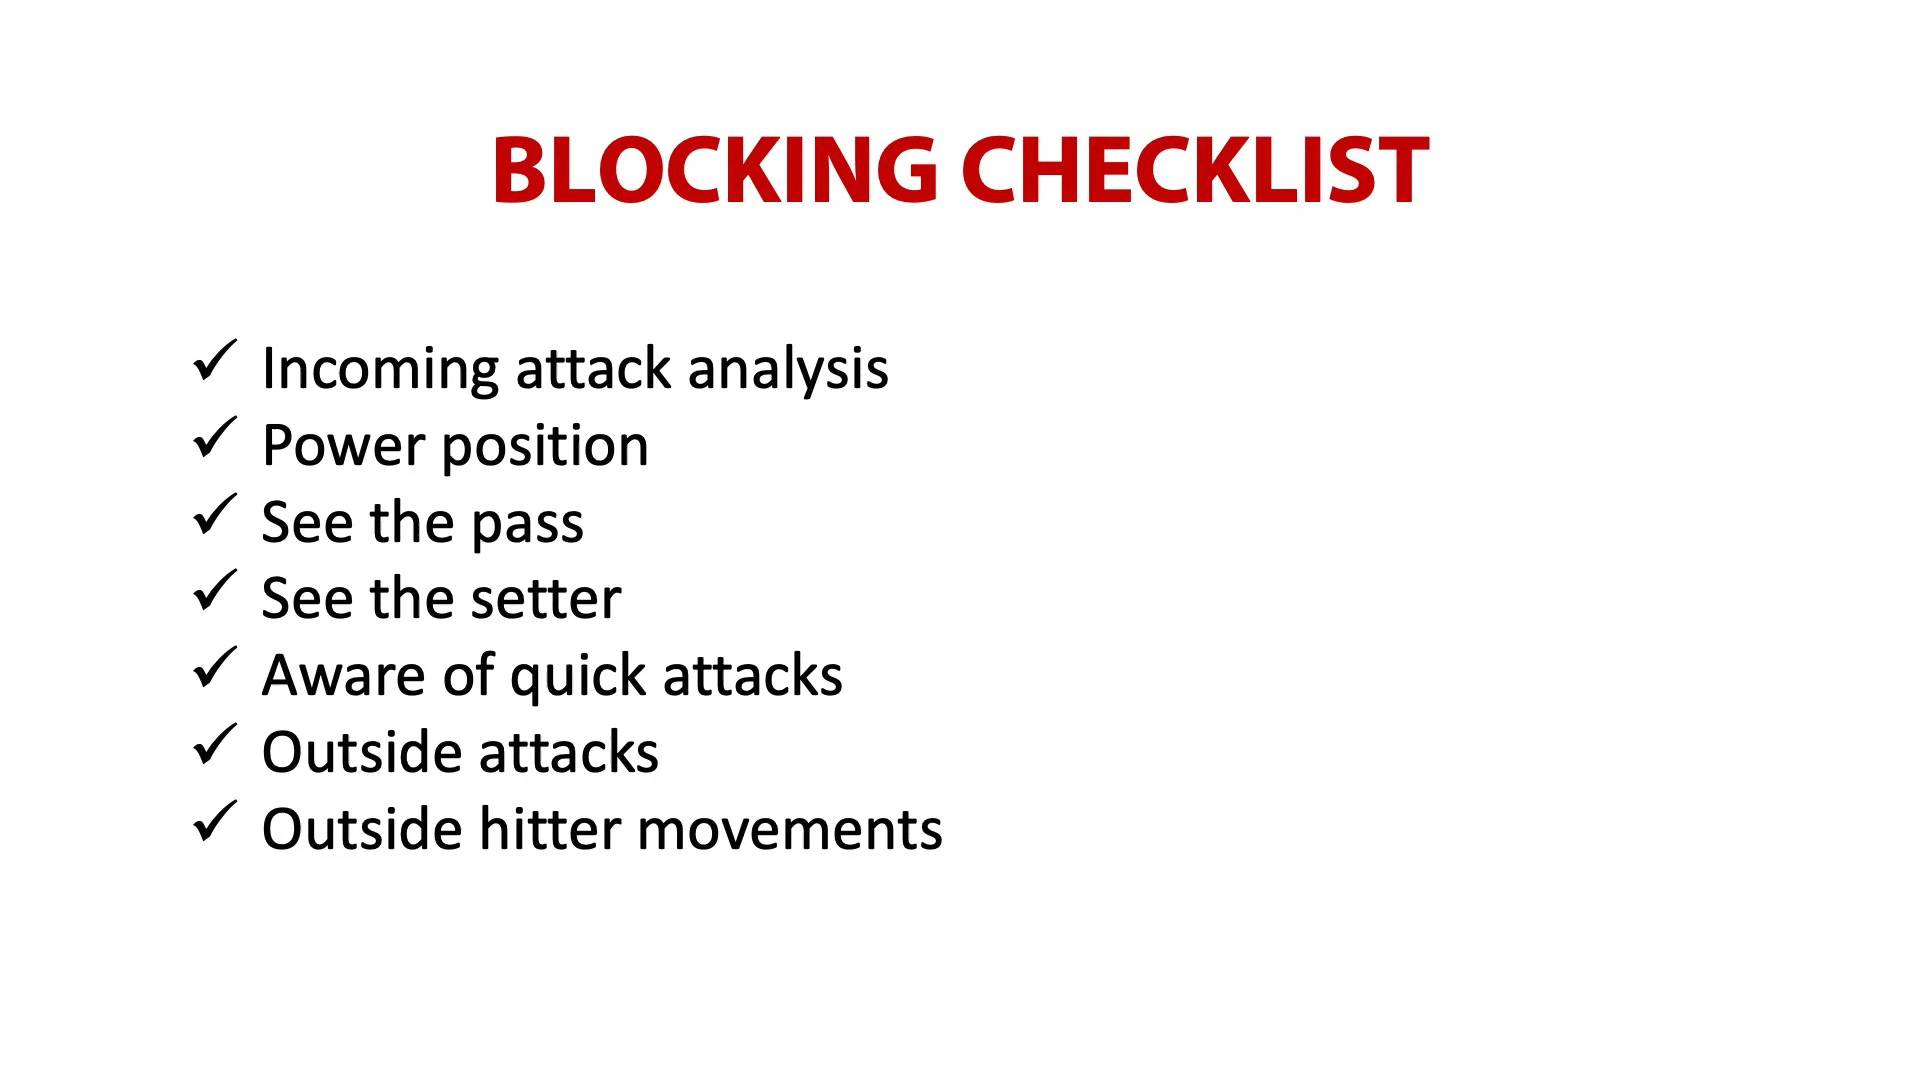 BLOCKING CHECKLIST
✓ Incoming attack analysis
✓ Power position
✓ See the pass
✓ See the setter
✓ Aware of quick attacks
✓ Outside attacks
✓ Outside hitter movements